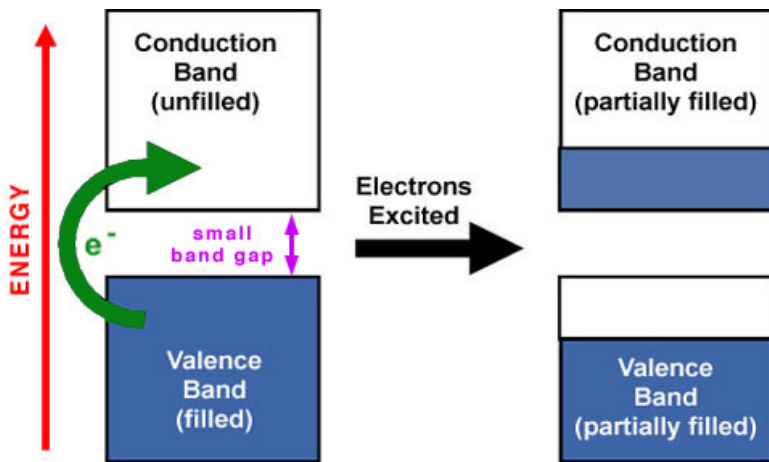 ENERGY
Conduction
Band
(unfilled)
e-
small
band gap
Valence
Band
(filled)
Electrons
Excited
Conduction
Band
(partially filled)
Valence
Band
(partially filled)